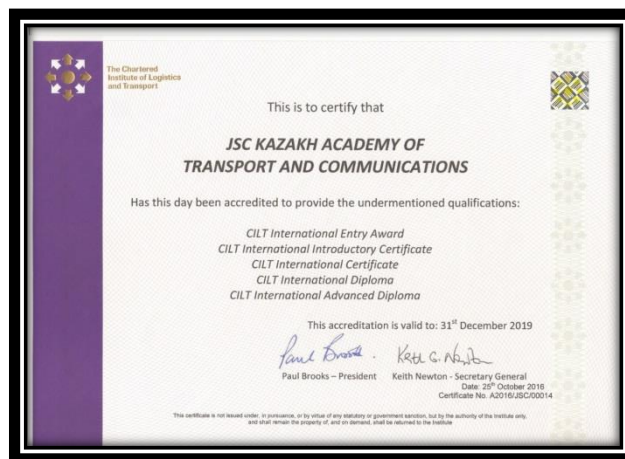 The Chartered
Institute of Logistics
and Transport
This is to certify that
JSC KAZAKH ACADEMY OF
TRANSPORT AND COMMUNICATIONS
Has this day been accredited to provide the undermentioned qualifications:
CILT International Entry Award
CILT International Introductory Certificate
CILT International Certificate
CILT International Diploma
CILT International Advanced Diploma
This accreditation is valid to: 31st December 2019
Paul Brooks – President Keith Newton - Secretary General
Date: 25th October 2016
Certificate No. A2016/JSC/00014
This certificate is not issued under, in pursuance, or by virtue of any statutory or government sanction, but by the authority of the Institute only,
and shall remain the property of, and on demand, shall be returned to the Institute